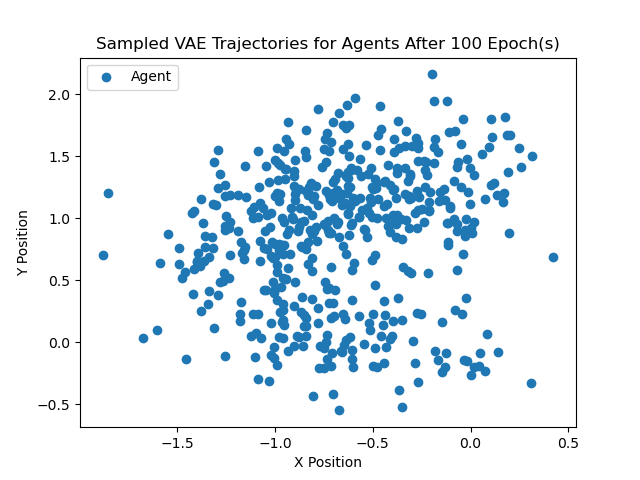 Sampled VAE Trajectories for Agents After 100 Epoch(s)
Agent
2.0
1.5
1.0
0.5
0.0
−0.5
Y Position
−1.5 −1.0 −0.5 0.0 0.5
X Position